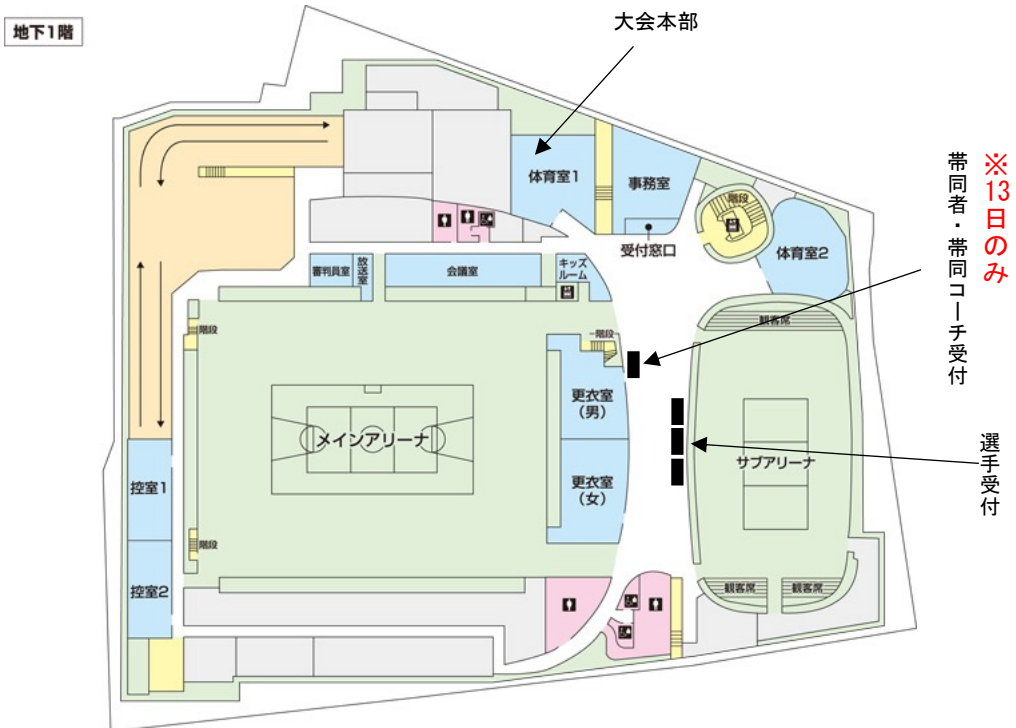 地下1階
大会本部
体育室1
事務室
階段
受付窓口
体育室2
※13日のみ
帯同者・帯同コーチ受付
審判員室
放送室
会議室
キッズ
ルーム
観客席
階段
階段
更衣室
(男)
メインアリーナ
サブアリーナ
選手受付
更衣室
(女)
控室1
階段
控室2
観客席
観客席